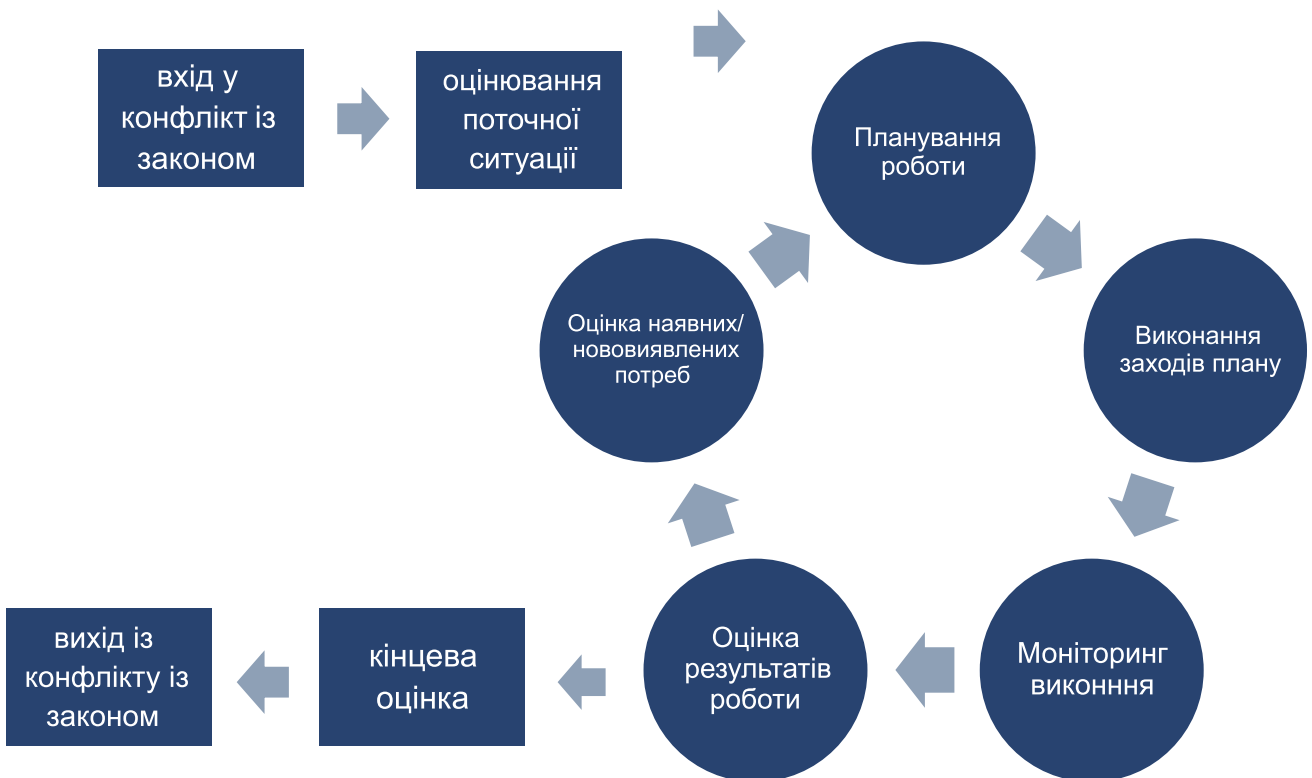 вхід у
конфлікт із
законом
оцінювання
поточної
ситуації
Планування
роботи
Виконання
заходів плану
Моніторинг
виконння
Оцінка
результатів
роботи
Оцінка наявних/
нововиявлених
потреб
кінцева
оцінка
вихід із
конфлікту із
законом